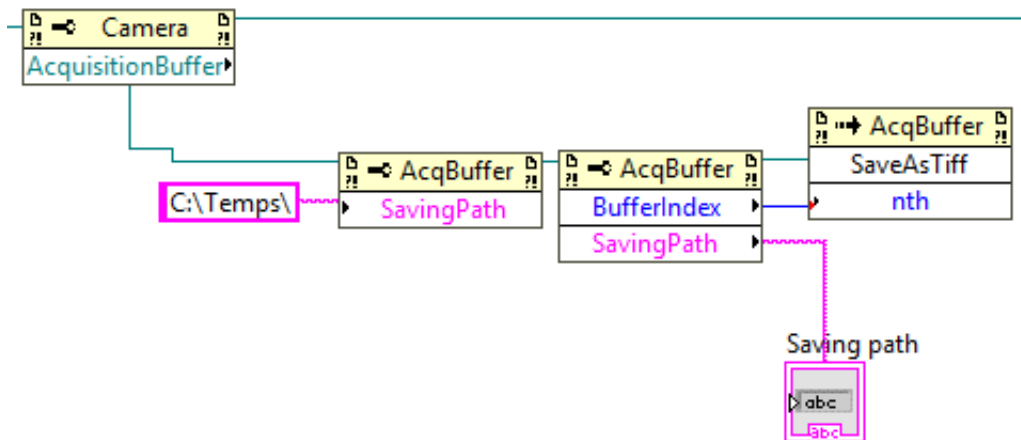 Camera
AcquisitionBuffer
C:\Temps\
AcqBuffer
SavingPath
AcqBuffer
BufferIndex
SavingPath
AcqBuffer
SaveAsTiff
nth
Saving path
abc
abc